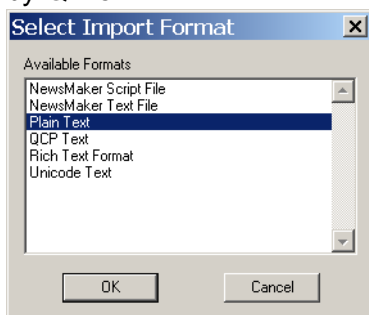 Select Import Format
Available Formats
NewsMaker Script File
NewsMaker Text File
Plain Text
QCP Text
Rich Text Format
Unicode Text
OK Cancel